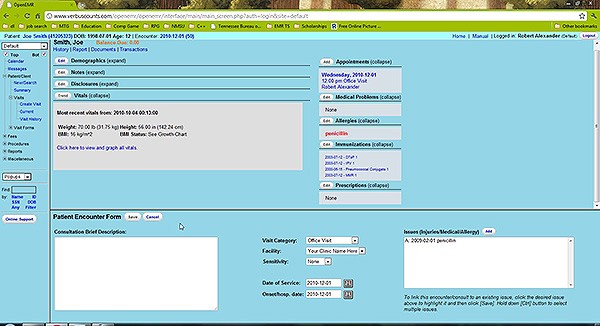 OpenEMR
www.verbuscounts.com/openemr/openemr/interface/main/main_screen.php?auth=login&site=default
dl job search MTG Education Comp Gaming RPG NMSU C++ Tennessee Bureau o... EMR TS Scholarships Free Online Picture ... Other bookmarks
Patient: Joe Smith DOB: 1998-07-01 Age: 12 | Encounter: 2010-12-01 (59)
Home | Manual | Logged in: Robert Alexander (Default) Logout
Default
Top Bot
Calendar
Messages
Patient/Client
New/Search
Summary
Visits
Create Visit
Current
Visit History
Visit Forms
Fees
Procedures
Reports
Miscellaneous
Popups
Find:
by: Name ID
SSN DOB
Any Filter
Online Support
Smith, Joe Balance Due: 0.00
History | Report | Documents | Transactions
Edit Demographics (expand)
Edit Notes (expand)
Edit Disclosures (expand)
Trend Vitals (collapse)
Most recent vitals from: 2010-10-04 00:13:00
Weight: 70.00 lb (31.75 kg) Height: 56.00 in (142.24 cm)
BMI: 16 kg/m^2 BMI Status: See Growth Chart
Click here to view and graph all vitals.
Add Appointments (collapse)
Wednesday, 2010-12-01
12:00 pm Office Visit
Robert Alexander
Edit Medical Problems (collapse)
None
Edit Allergies (collapse)
penicillin
Edit Immunizations (collapse)
2003-07-12 - DTaP 1
2003-07-12 - IPV 1
2000-08-16 - Pneumococcal Conjugate 1
2003-07-12 - MMR 1
Edit Prescriptions (collapse)
None
Patient Encounter Form Save Cancel
Consultation Brief Description:
Visit Category: Office Visit
Facility: Your Clinic Name Here
Sensitivity: None
Date of Service: 2010-12-01
Onset/hosp. date: 2010-12-01
Issues (Injuries/Medical/Allergy) Add
A: 2009-02-01 penicillin
To link this encounter/consult to an existing issue, click the desired issue
above to highlight it and then click [Save]. Hold down [Ctrl] button to select
multiple issues.